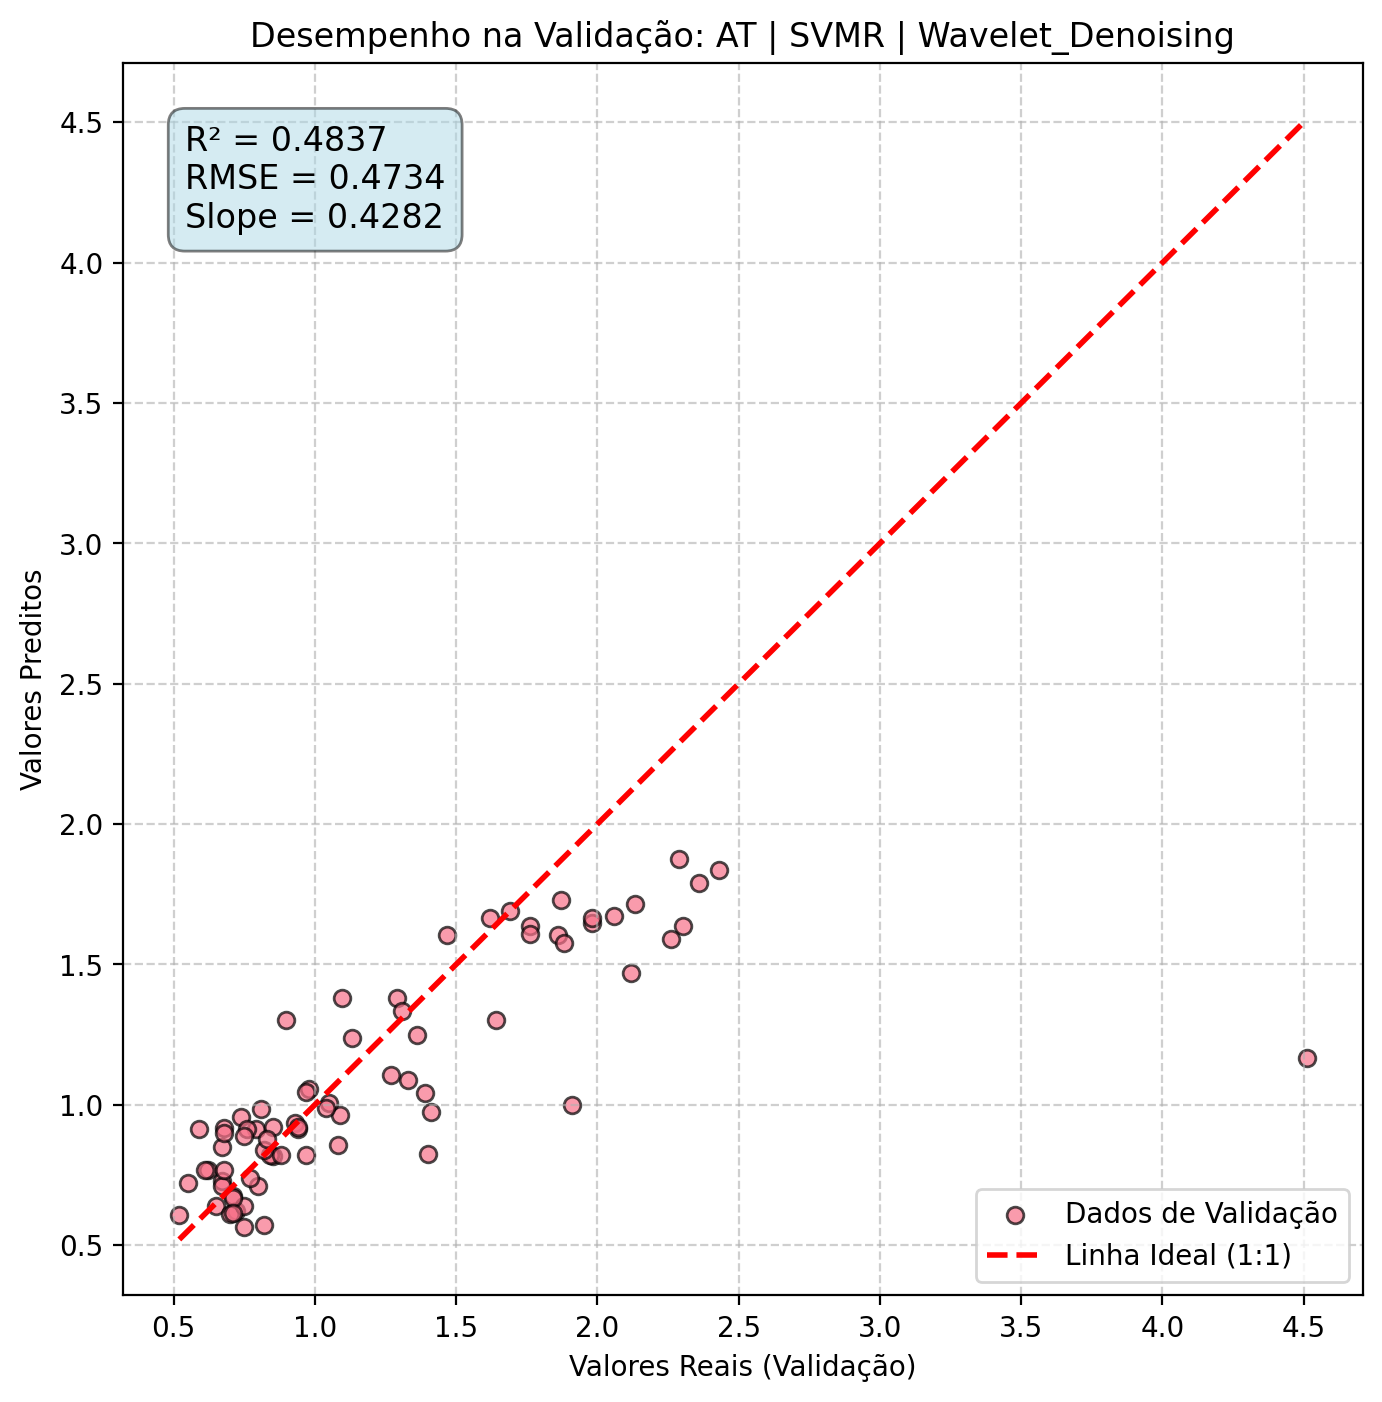 Desempenho na Validação: AT | SVMR | Wavelet_Denoising
R² = 0.4837
RMSE = 0.4734
Slope = 0.4282
4.5
4.0
3.5
3.0
2.5
2.0
1.5
1.0
0.5
Valores Preditos
Dados de Validação
Linha Ideal (1:1)
0.5 1.0 1.5 2.0 2.5 3.0 3.5 4.0 4.5
Valores Reais (Validação)